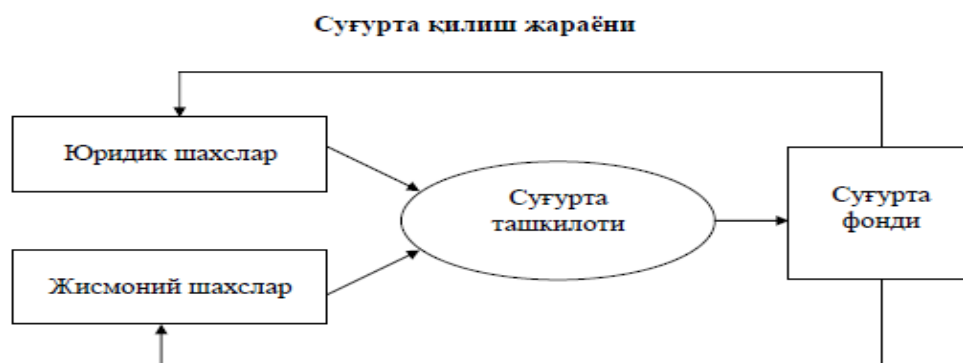 Суғурта қилиш жараёни
Юридик шахслар
Суғурта
ташкилоти
Суғурта
фонди
Жисмоний шахслар